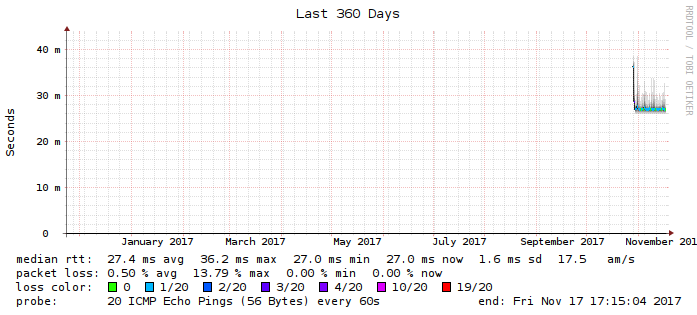 Last 360 Days
RRDTOOL / TOBI OETIKER
Seconds
40 m
30 m
20 m
10 m
0
January 2017 March 2017 May 2017 July 2017 September 2017 November 201
median rtt: 27.4 ms avg 36.2 ms max 27.0 ms min 27.0 ms now 1.6 ms sd 17.5 am/s
packet loss: 0.50 % avg 13.79 % max 0.00 % min 0.00 % now
loss color: 0 1/20 2/20 3/20 4/20 10/20 19/20
probe: 20 ICMP Echo Pings (56 Bytes) every 60s end: Fri Nov 17 17:15:04 2017